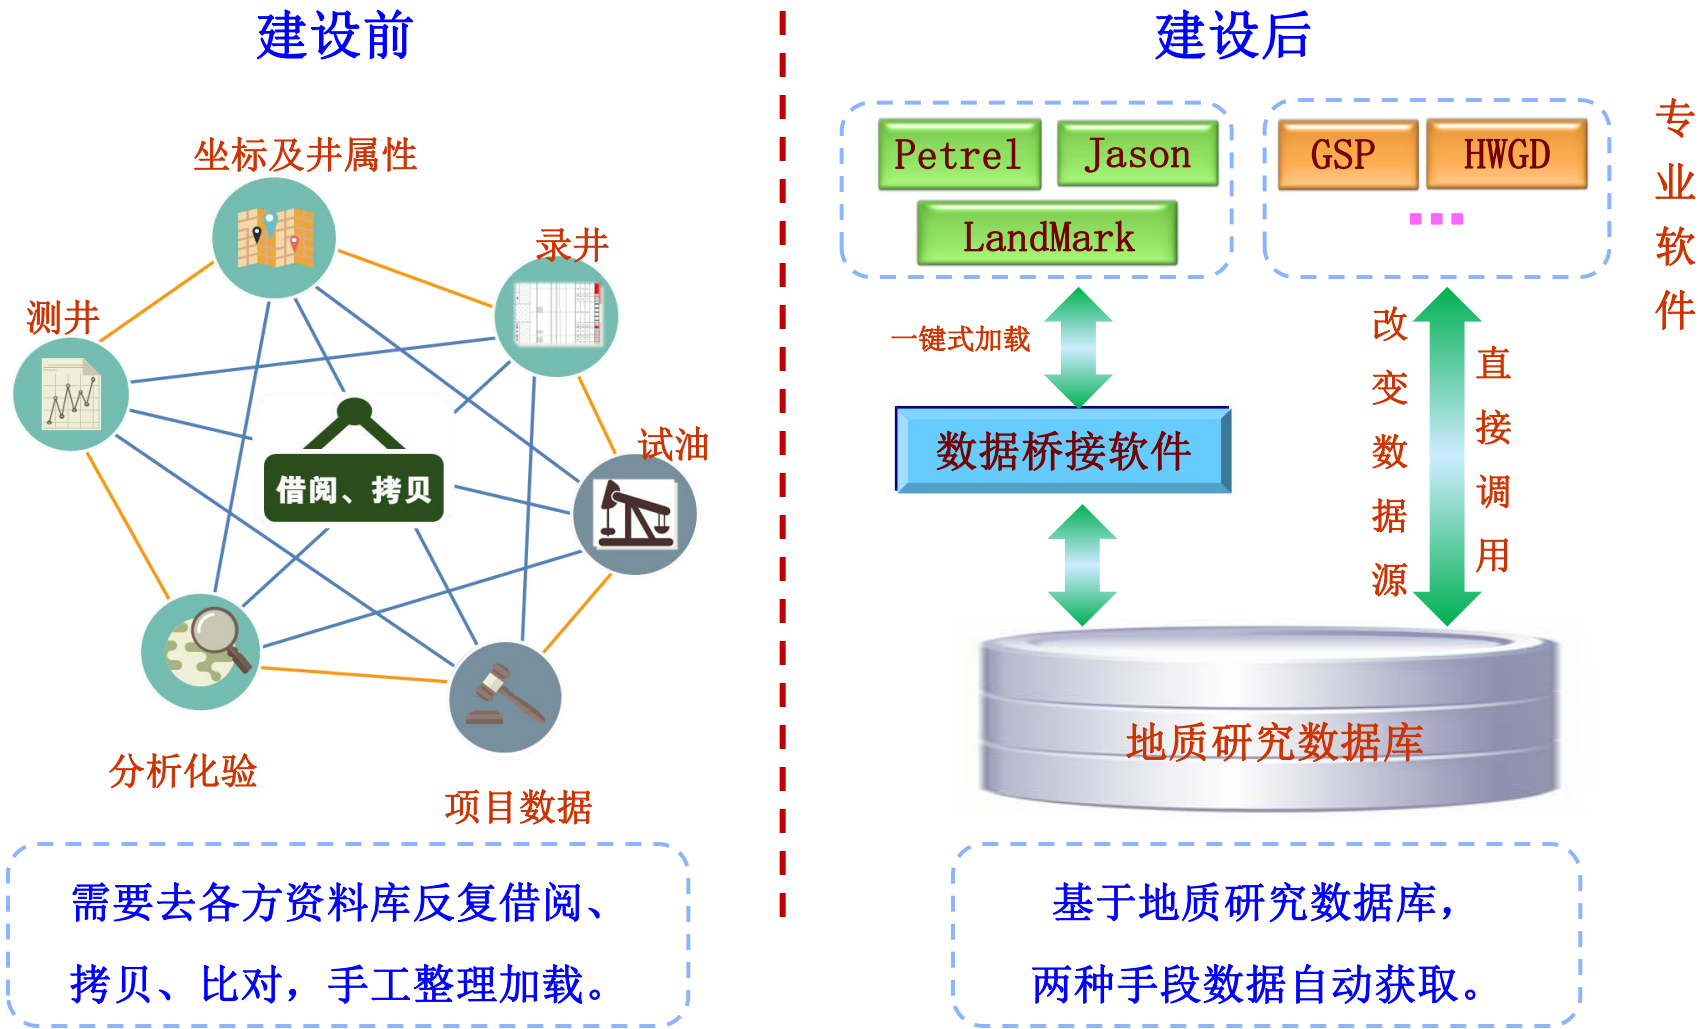 建设前
坐标及井属性
录井
测井
试油
借阅、拷贝
分析化验
项目数据
需要去各方资料库反复借阅、
拷贝、比对，手工整理加载。
建设后
Petrel
Jason
LandMark
GSP
HWGD
专业软件
一键式加载
改变数据源
直接调用
数据桥接软件
地质研究数据库
基于地质研究数据库，
两种手段数据自动获取。